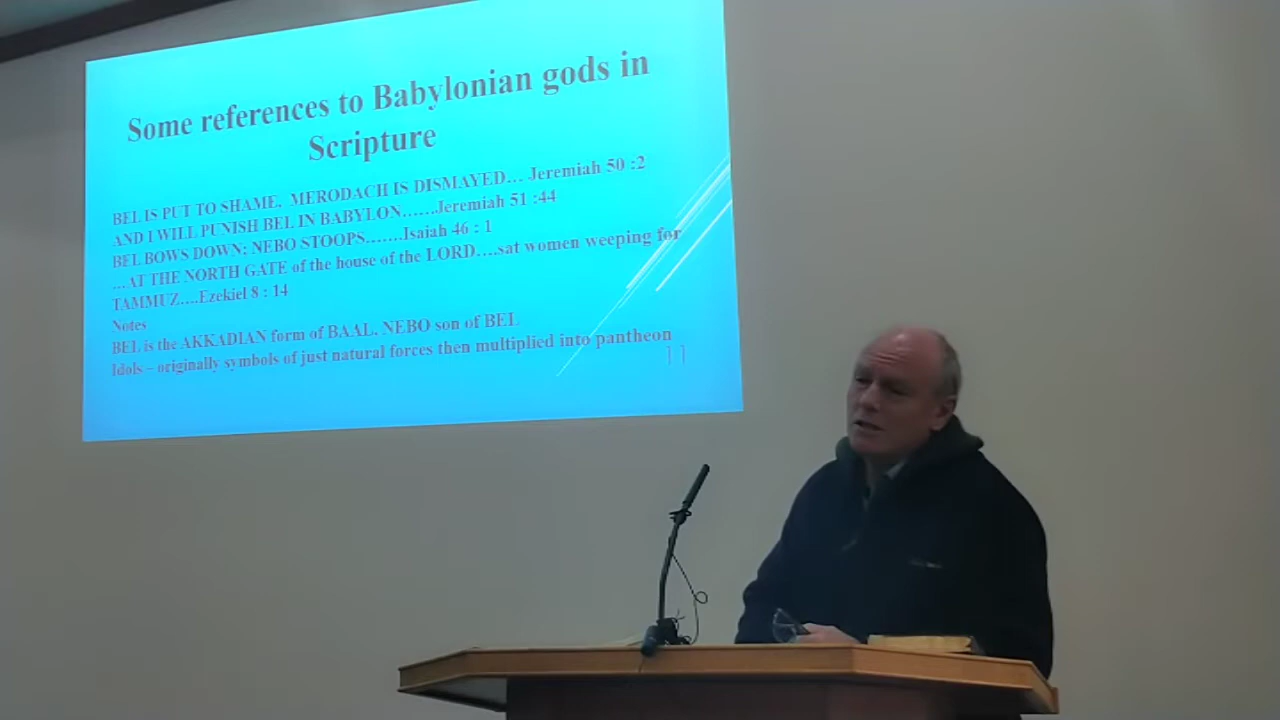 Some references to Babylonian gods in
Scripture
BEL IS PUT TO SHAME. MERODACH IS DISMAYED... Jeremiah 50 :2
AND I WILL PUNISH BEL IN BABYLON.......Jeremiah 51 :44
BEL BOWS DOWN; NEBO STOOPS.......Isaiah 46 : 1
...AT THE NORTH GATE of the house of the LORD....sat women weeping for
TAMMUZ....Ezekiel 8 : 14
Notes
BEL is the AKKADIAN form of BAAL. NEBO son of BEL
Idols – originally symbols of just natural forces then multiplied into pantheon
11